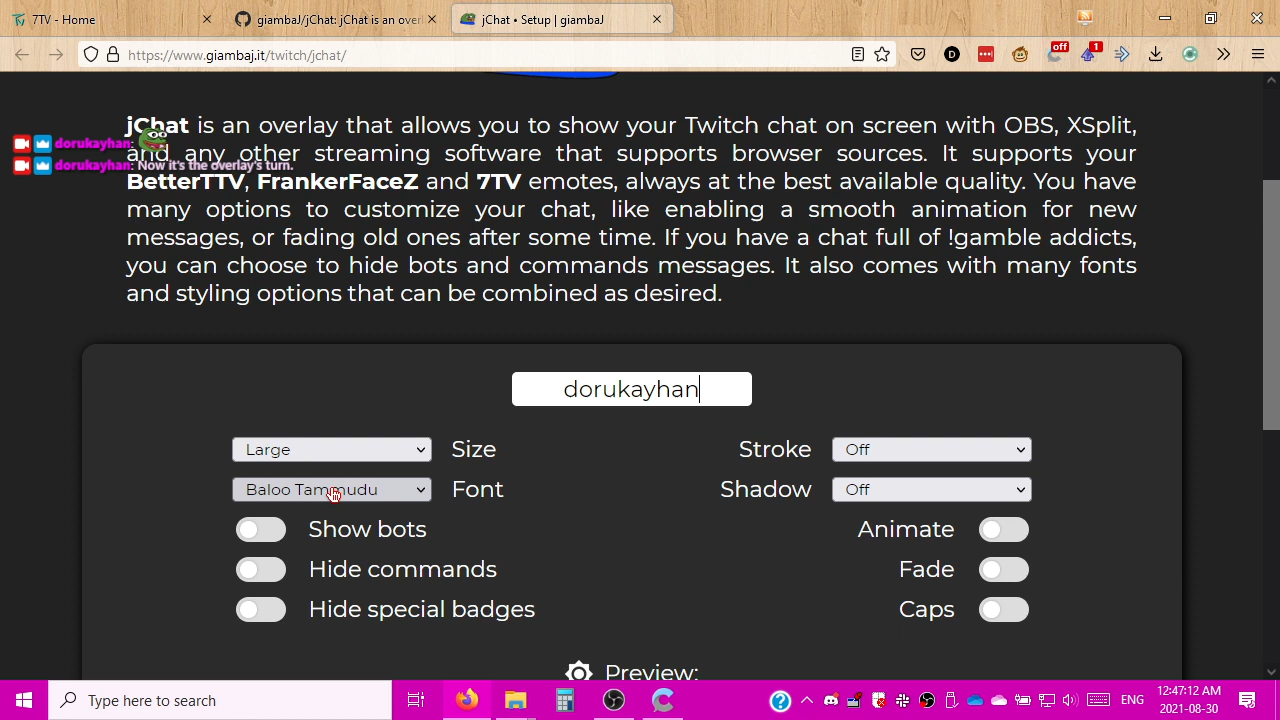 7TV - Home
giambaJ/jChat: jChat is an over
jChat • Setup | giambaJ
https://www.giambaj.it/twitch/jchat/
off
1
jChat is an overlay that allows you to show your Twitch chat on screen with OBS, XSplit,
dorukayhan:
and any other streaming software that supports browser sources. It supports your
dorukayhan: Now it's the overlay's turn.
BetterTTV, FrankerFaceZ and 7TV emotes, always at the best available quality. You have
many options to customize your chat, like enabling a smooth animation for new
messages, or fading old ones after some time. If you have a chat full of !gamble addicts,
you can choose to hide bots and commands messages. It also comes with many fonts
and styling options that can be combined as desired.
dorukayhan
Large Size Stroke Off
Baloo Tammudu Font Shadow Off
Show bots Animate
Hide commands Fade
Hide special badges Caps
Preview:
Type here to search
ENG
12:47:12 AM
2021-08-30